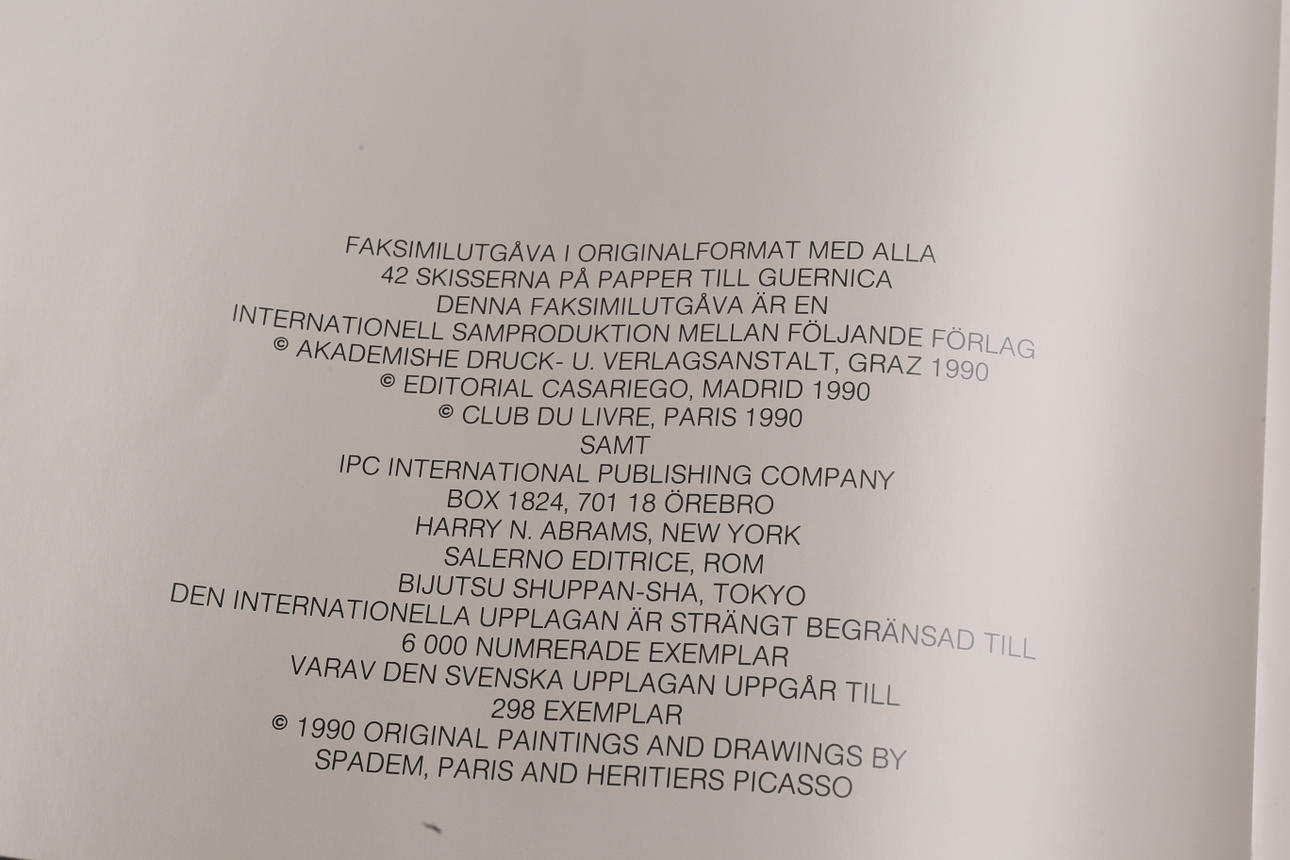 FAKSIMILUTGÅVA I ORIGINALFORMAT MED ALLA
42 SKISSERNA PÅ PAPPER TILL GUERNICA
DENNA FAKSIMILUTGÅVA ÄR EN
INTERNATIONELL SAMPRODUKTION MELLAN FÖLJANDE FÖRLAG
© AKADEMISHE DRUCK- U. VERLAGSANSTALT, GRAZ 1990
© EDITORIAL CASARIEGO, MADRID 1990
© CLUB DU LIVRE, PARIS 1990
SAMT
IPC INTERNATIONAL PUBLISHING COMPANY
BOX 1824, 701 18 ÖREBRO
HARRY N. ABRAMS, NEW YORK
SALERNO EDITRICE, ROM
BIJUTSU SHUPPAN-SHA, TOKYO
DEN INTERNATIONELLA UPPLAGAN ÄR STRÄNGT BEGRÄNSAD TILL
6 000 NUMRERADE EXEMPLAR
VARAV DEN SVENSKA UPPLAGAN UPPGÅR TILL
298 EXEMPLAR
© 1990 ORIGINAL PAINTINGS AND DRAWINGS BY
SPADEM, PARIS AND HERITIERS PICASSO